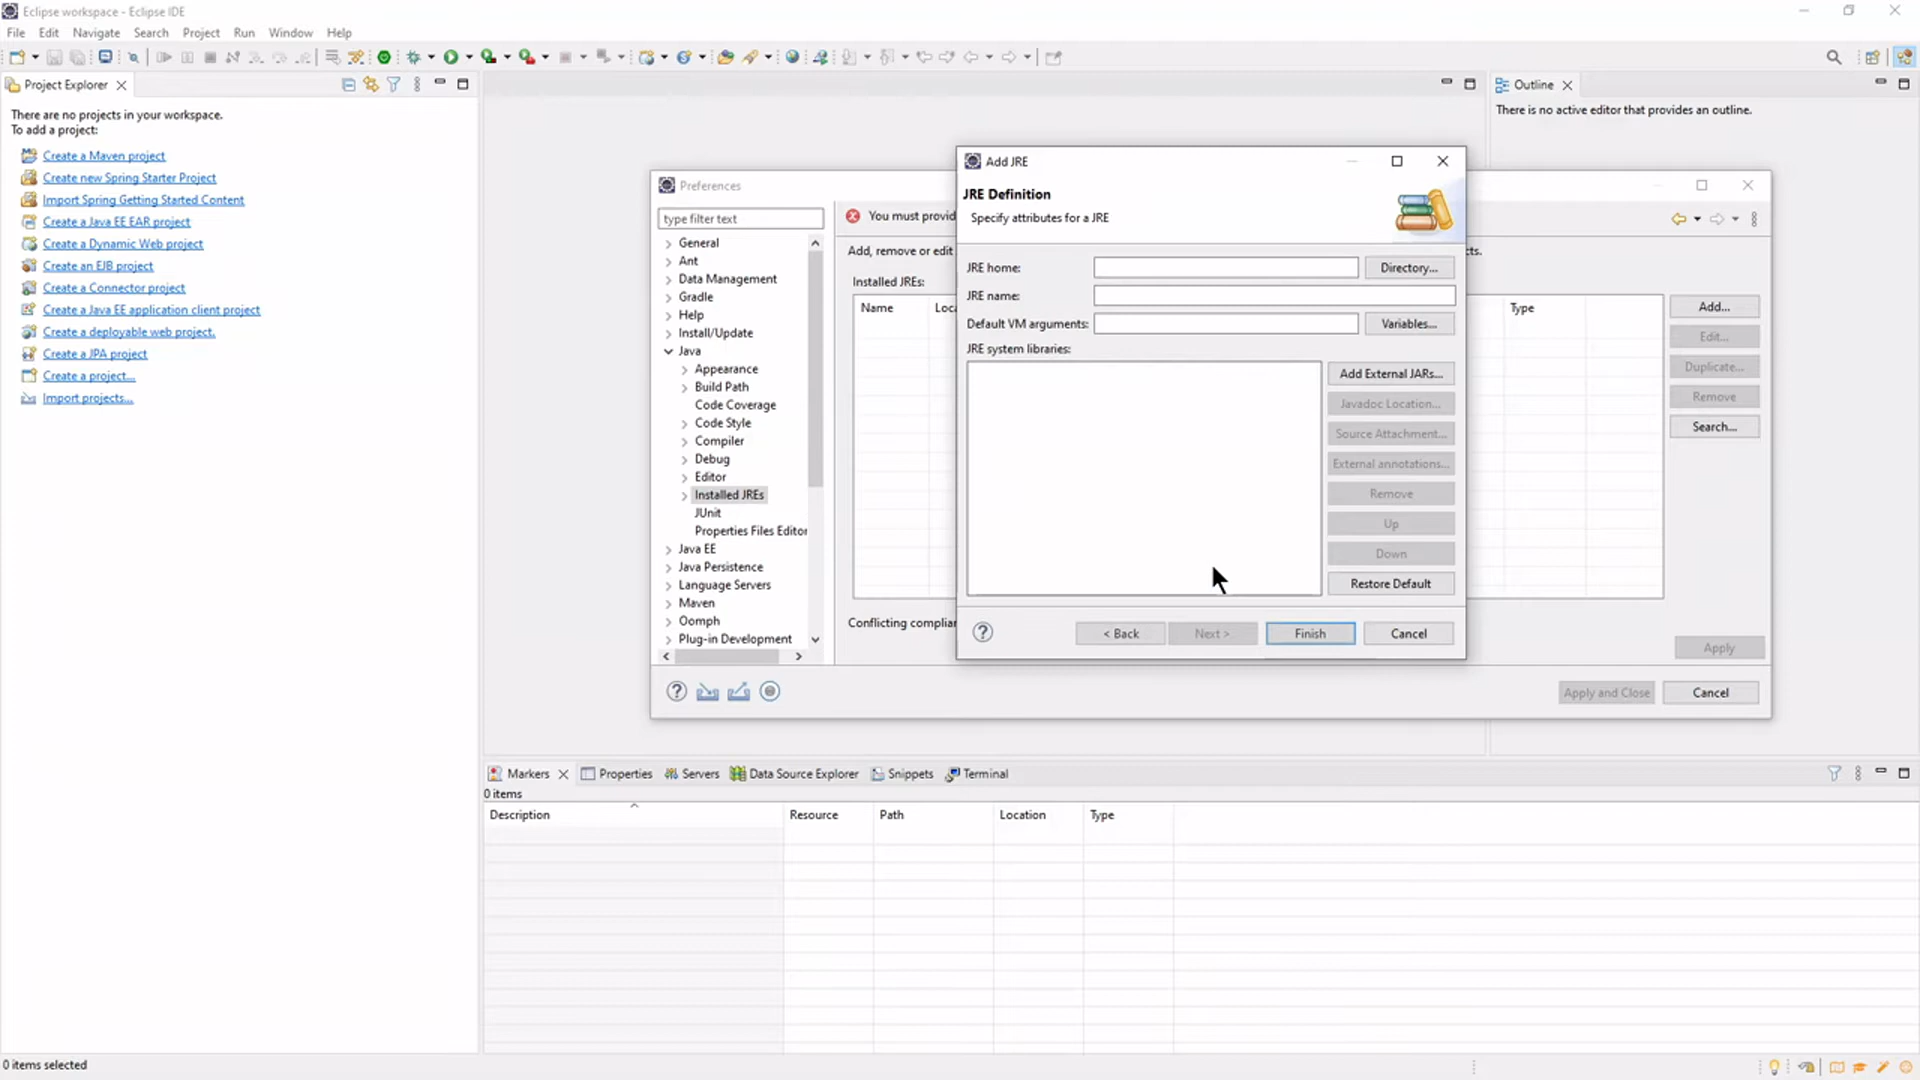 Eclipse workspace - Eclipse IDE
File Edit Navigate Search Project Run Window Help
Project Explorer
There are no projects in your workspace.
To add a project:
Create a Maven project
Create new Spring Starter Project
Import Spring Getting Started Content
Create a Java EE EAR project
Create a Dynamic Web project
Create an EJB project
Create a Connector project
Create a Java EE application client project
Create a deployable web project.
Create a JPA project
Create a project...
Import projects...
Outline
There is no active editor that provides an outline.
Preferences
type filter text
General
Ant
Data Management
Gradle
Help
Install/Update
Java
Appearance
Build Path
Code Coverage
Code Style
Compiler
Debug
Editor
Installed JREs
JUnit
Properties Files Editor
Java EE
Java Persistence
Language Servers
Maven
Oomph
Plug-in Development
You must provid
Add, remove or edit
cts.
Installed JREs:
Name Loca Type
Add...
Edit...
Duplicate...
Remove
Search...
Conflicting complian
Apply
Apply and Close Cancel
Add JRE
JRE Definition
Specify attributes for a JRE
JRE home: Directory...
JRE name:
Default VM arguments: Variables...
JRE system libraries:
Add External JARs...
Javadoc Location...
Source Attachment...
External annotations...
Remove
Up
Down
Restore Default
< Back Next > Finish Cancel
Markers Properties Servers Data Source Explorer Snippets Terminal
0 items
Description Resource Path Location Type
0 items selected